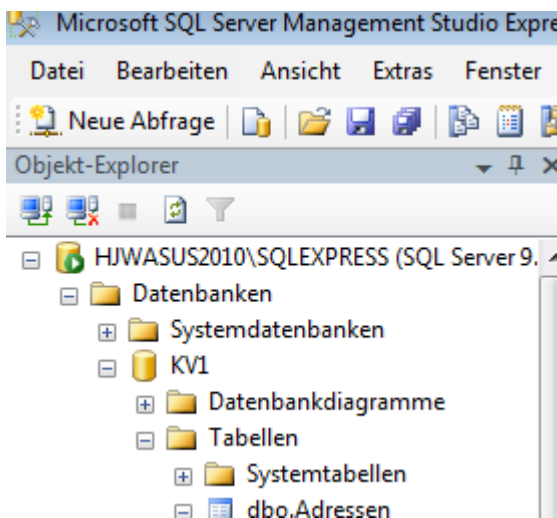 Microsoft SQL Server Management Studio Expre
Datei Bearbeiten Ansicht Extras Fenster
Neue Abfrage
Objekt-Explorer
HJWASUS2010\SQLEXPRESS (SQL Server 9.
Datenbanken
Systemdatenbanken
KV1
Datenbankdiagramme
Tabellen
Systemtabellen
dbo.Adressen